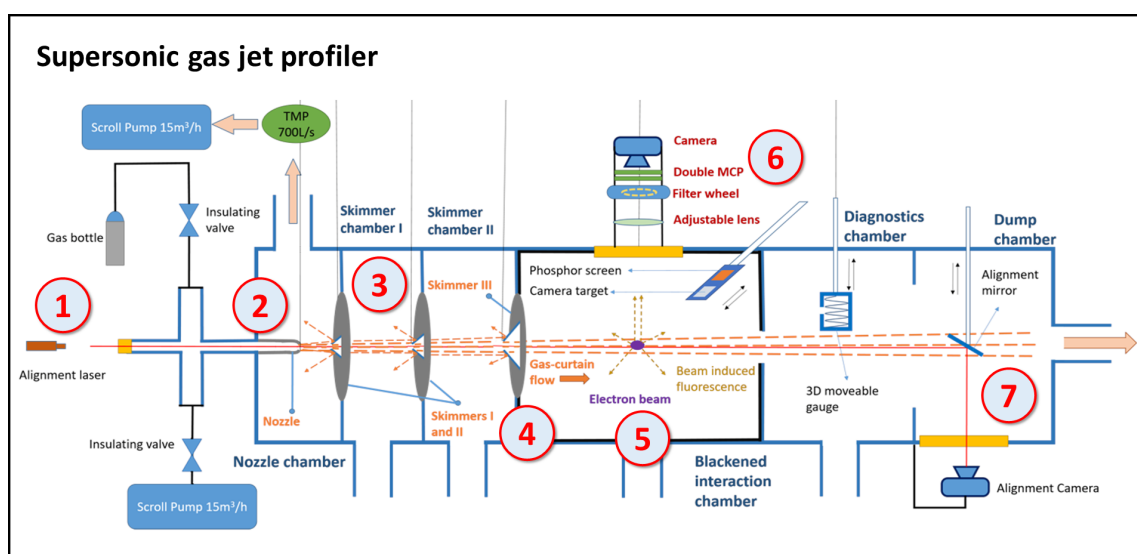 Supersonic gas jet profiler
Scroll Pump 15m³/h
TMP
700L/s
Gas bottle
Insulating
valve
Skimmer
chamber I
Skimmer
chamber II
Camera
Double MCP
Filter wheel
Adjustable lens
6
Diagnostics
chamber
Dump
chamber
Phosphor screen
Camera target
Alignment
mirror
1
2
3
Skimmer III
Alignment laser
Gas-curtain
flow
Beam induced
fluorescence
Electron beam
3D moveable
gauge
7
Nozzle
Skimmers I
and II
4
5
Insulting valve
Nozzle chamber
Blackened
interaction
chamber
Scroll Pump 15m³/h
Alignment Camera